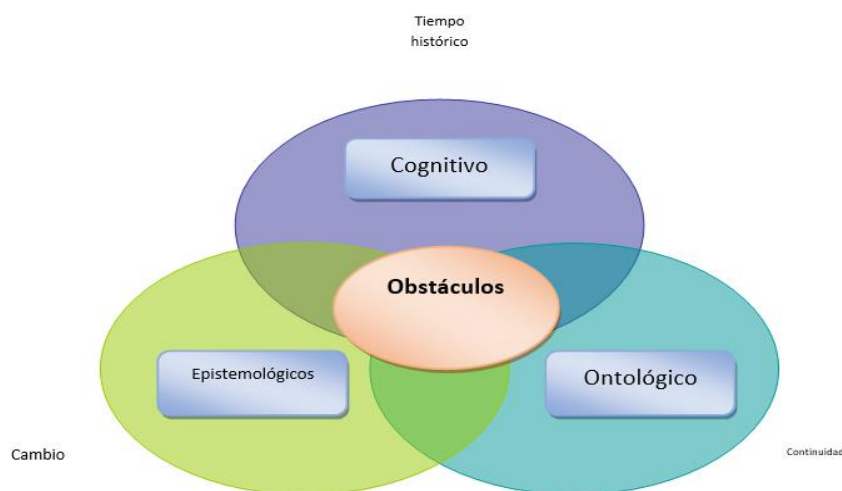 Tiempo
histórico
Cognitivo
Obstáculos
Epistemológicos
Ontológico
Cambio
Continuidad